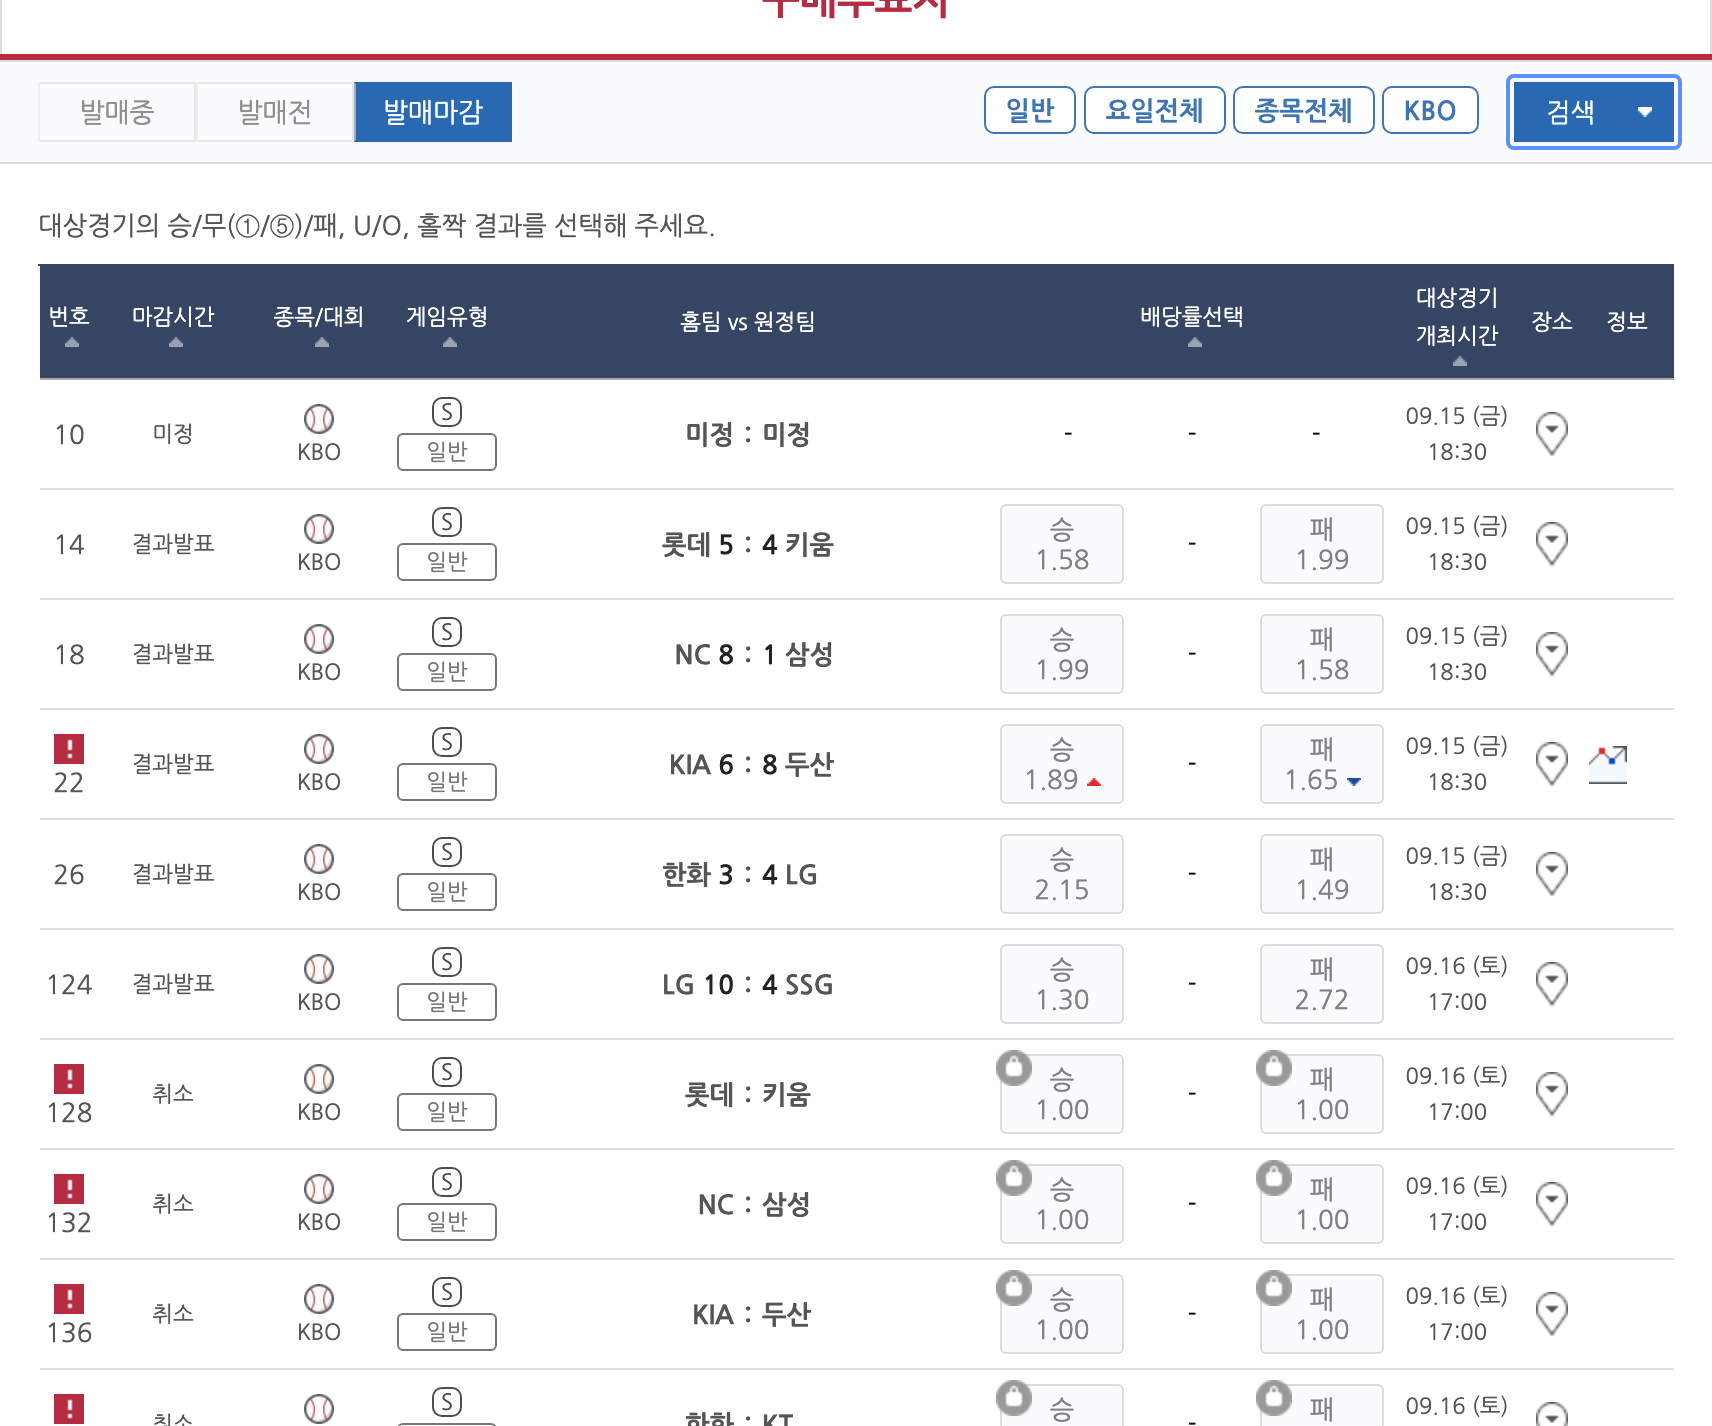 구매투표지
발매중 발매전 발매마감 일반 요일전체 종목전체 KBO 검색
대상경기의 승/무(①/⑤)/패, U/O, 홀짝 결과를 선택해 주세요.
번호 마감시간 종목/대회 게임유형 홈팀 vs 원정팀 배당률선택 대상경기 개최시간 장소 정보
10 미정 KBO S 일반 미정 : 미정 - - - 09.15 (금) 18:30
14 결과발표 KBO S 일반 롯데 5 : 4 키움 승 1.58 - 패 1.99 09.15 (금) 18:30
18 결과발표 KBO S 일반 NC 8 : 1 삼성 승 1.99 - 패 1.58 09.15 (금) 18:30
! 22 결과발표 KBO S 일반 KIA 6 : 8 두산 승 1.89 - 패 1.65 09.15 (금) 18:30
26 결과발표 KBO S 일반 한화 3 : 4 LG 승 2.15 - 패 1.49 09.15 (금) 18:30
124 결과발표 KBO S 일반 LG 10 : 4 SSG 승 1.30 - 패 2.72 09.16 (토) 17:00
! 128 취소 KBO S 일반 롯데 : 키움 승 1.00 - 패 1.00 09.16 (토) 17:00
! 132 취소 KBO S 일반 NC : 삼성 승 1.00 - 패 1.00 09.16 (토) 17:00
! 136 취소 KBO S 일반 KIA : 두산 승 1.00 - 패 1.00 09.16 (토) 17:00
! 취소 S 한화 : KT 승 - 패 09.16 (토)